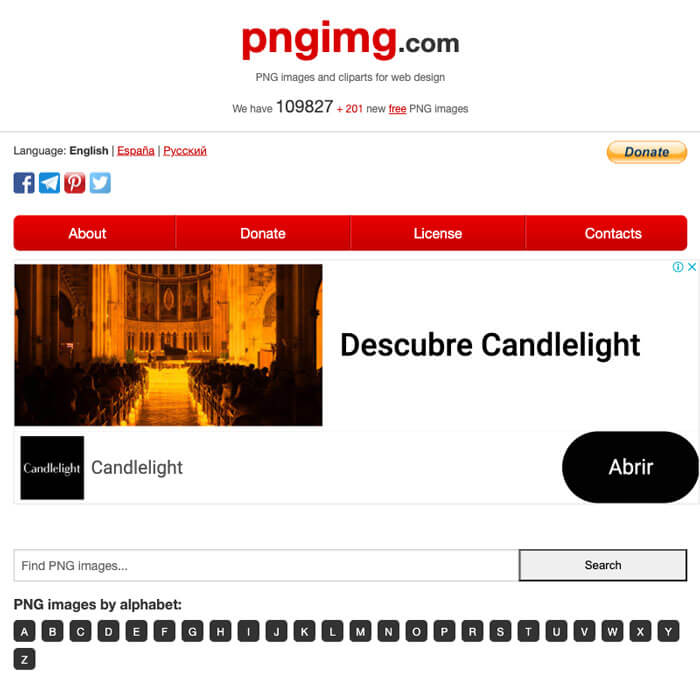 pngimg.com
PNG images and cliparts for web design
We have 109827 + 201 new free PNG images
Language: English | España | Русский
Donate
About Donate License Contacts
Descubre Candlelight
Candlelight
Candlelight
Abrir
Find PNG images...
Search
PNG images by alphabet:
A B C D E F G H I J K L M N O P R S T U V W X Y
Z